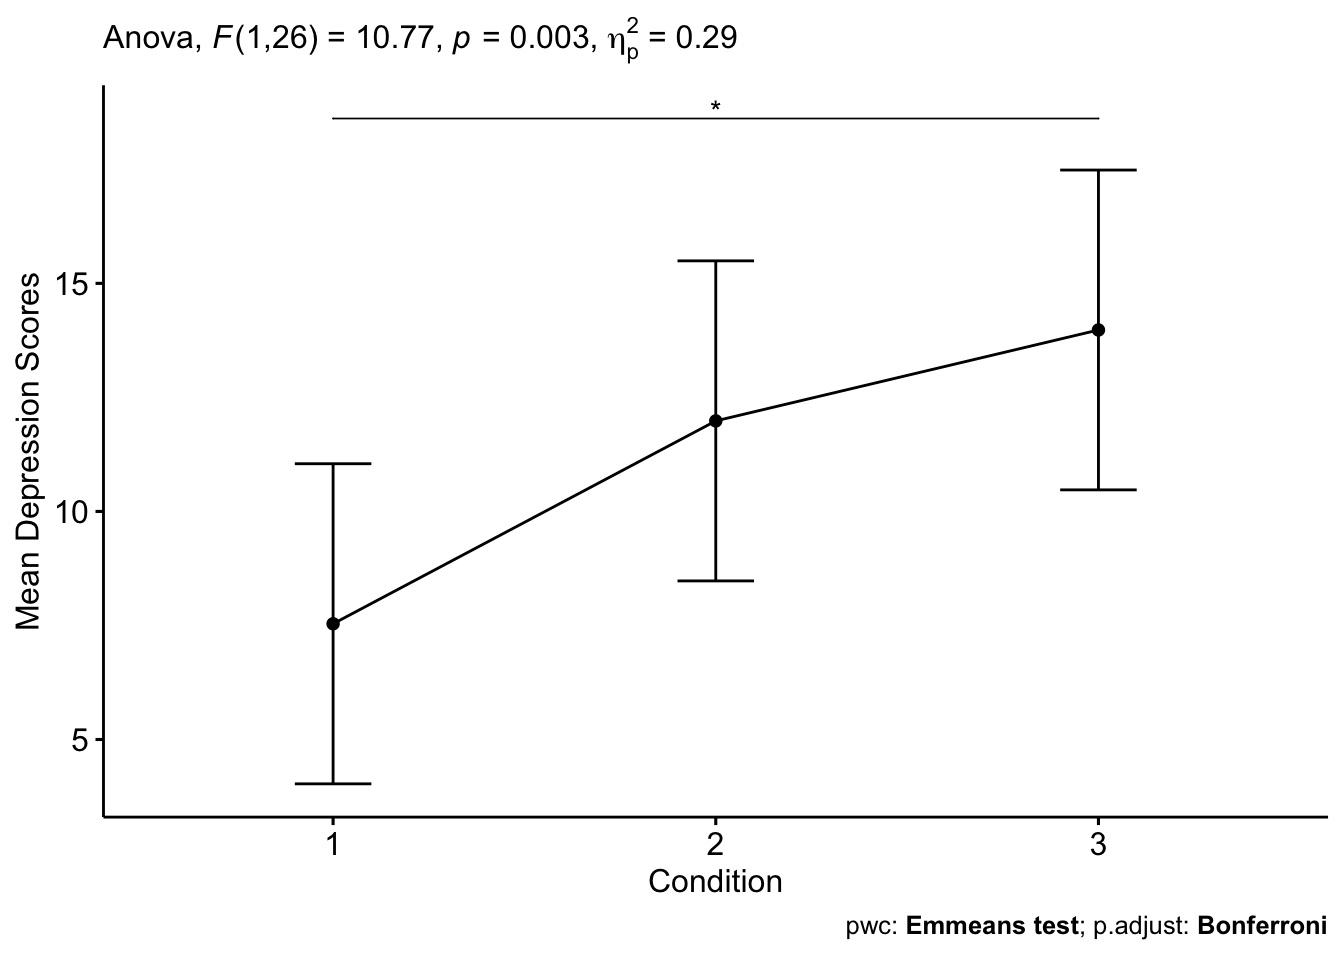 Anova, F(1,26) = 10.77, p = 0.003, η²ₚ = 0.29
*
Mean Depression Scores
15
10
5
1 2 3
Condition
pwc: Emmeans test; p.adjust: Bonferroni